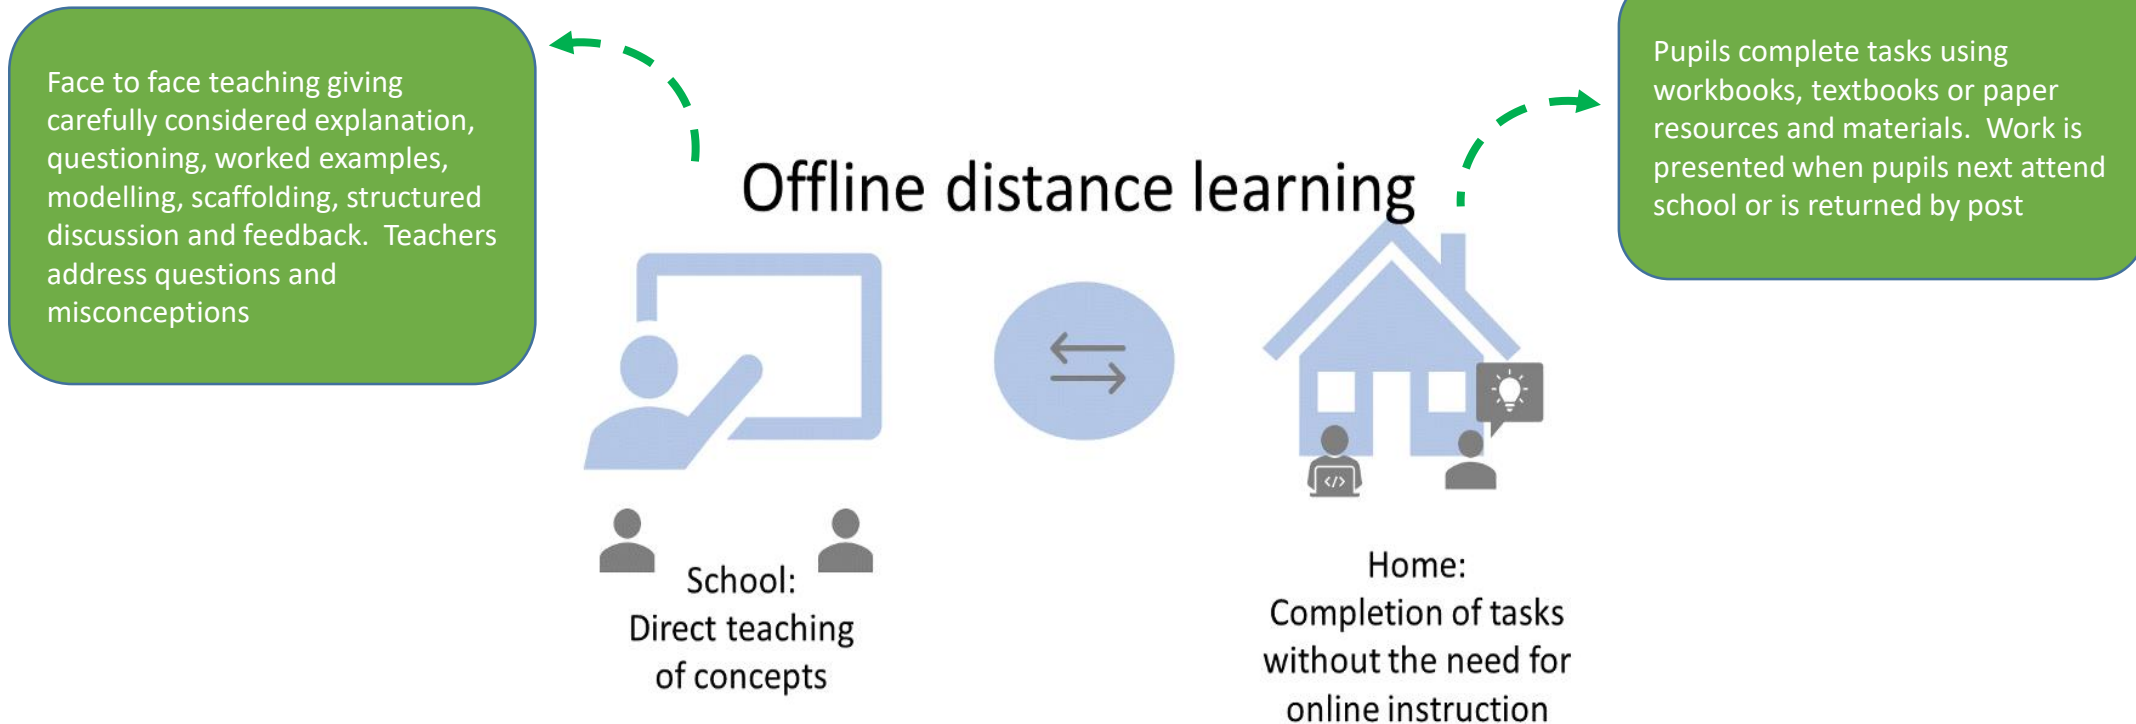 Face to face teaching giving
carefully considered explanation,
questioning, worked examples,
modelling, scaffolding, structured
discussion and feedback.  Teachers
address questions and
misconceptions
Pupils complete tasks using
workbooks, textbooks or paper
resources and materials.  Work is
presented when pupils next attend
school or is returned by post
Offline distance learning
</>
School:
Direct teaching
of concepts
Home:
Completion of tasks
without the need for
online instruction